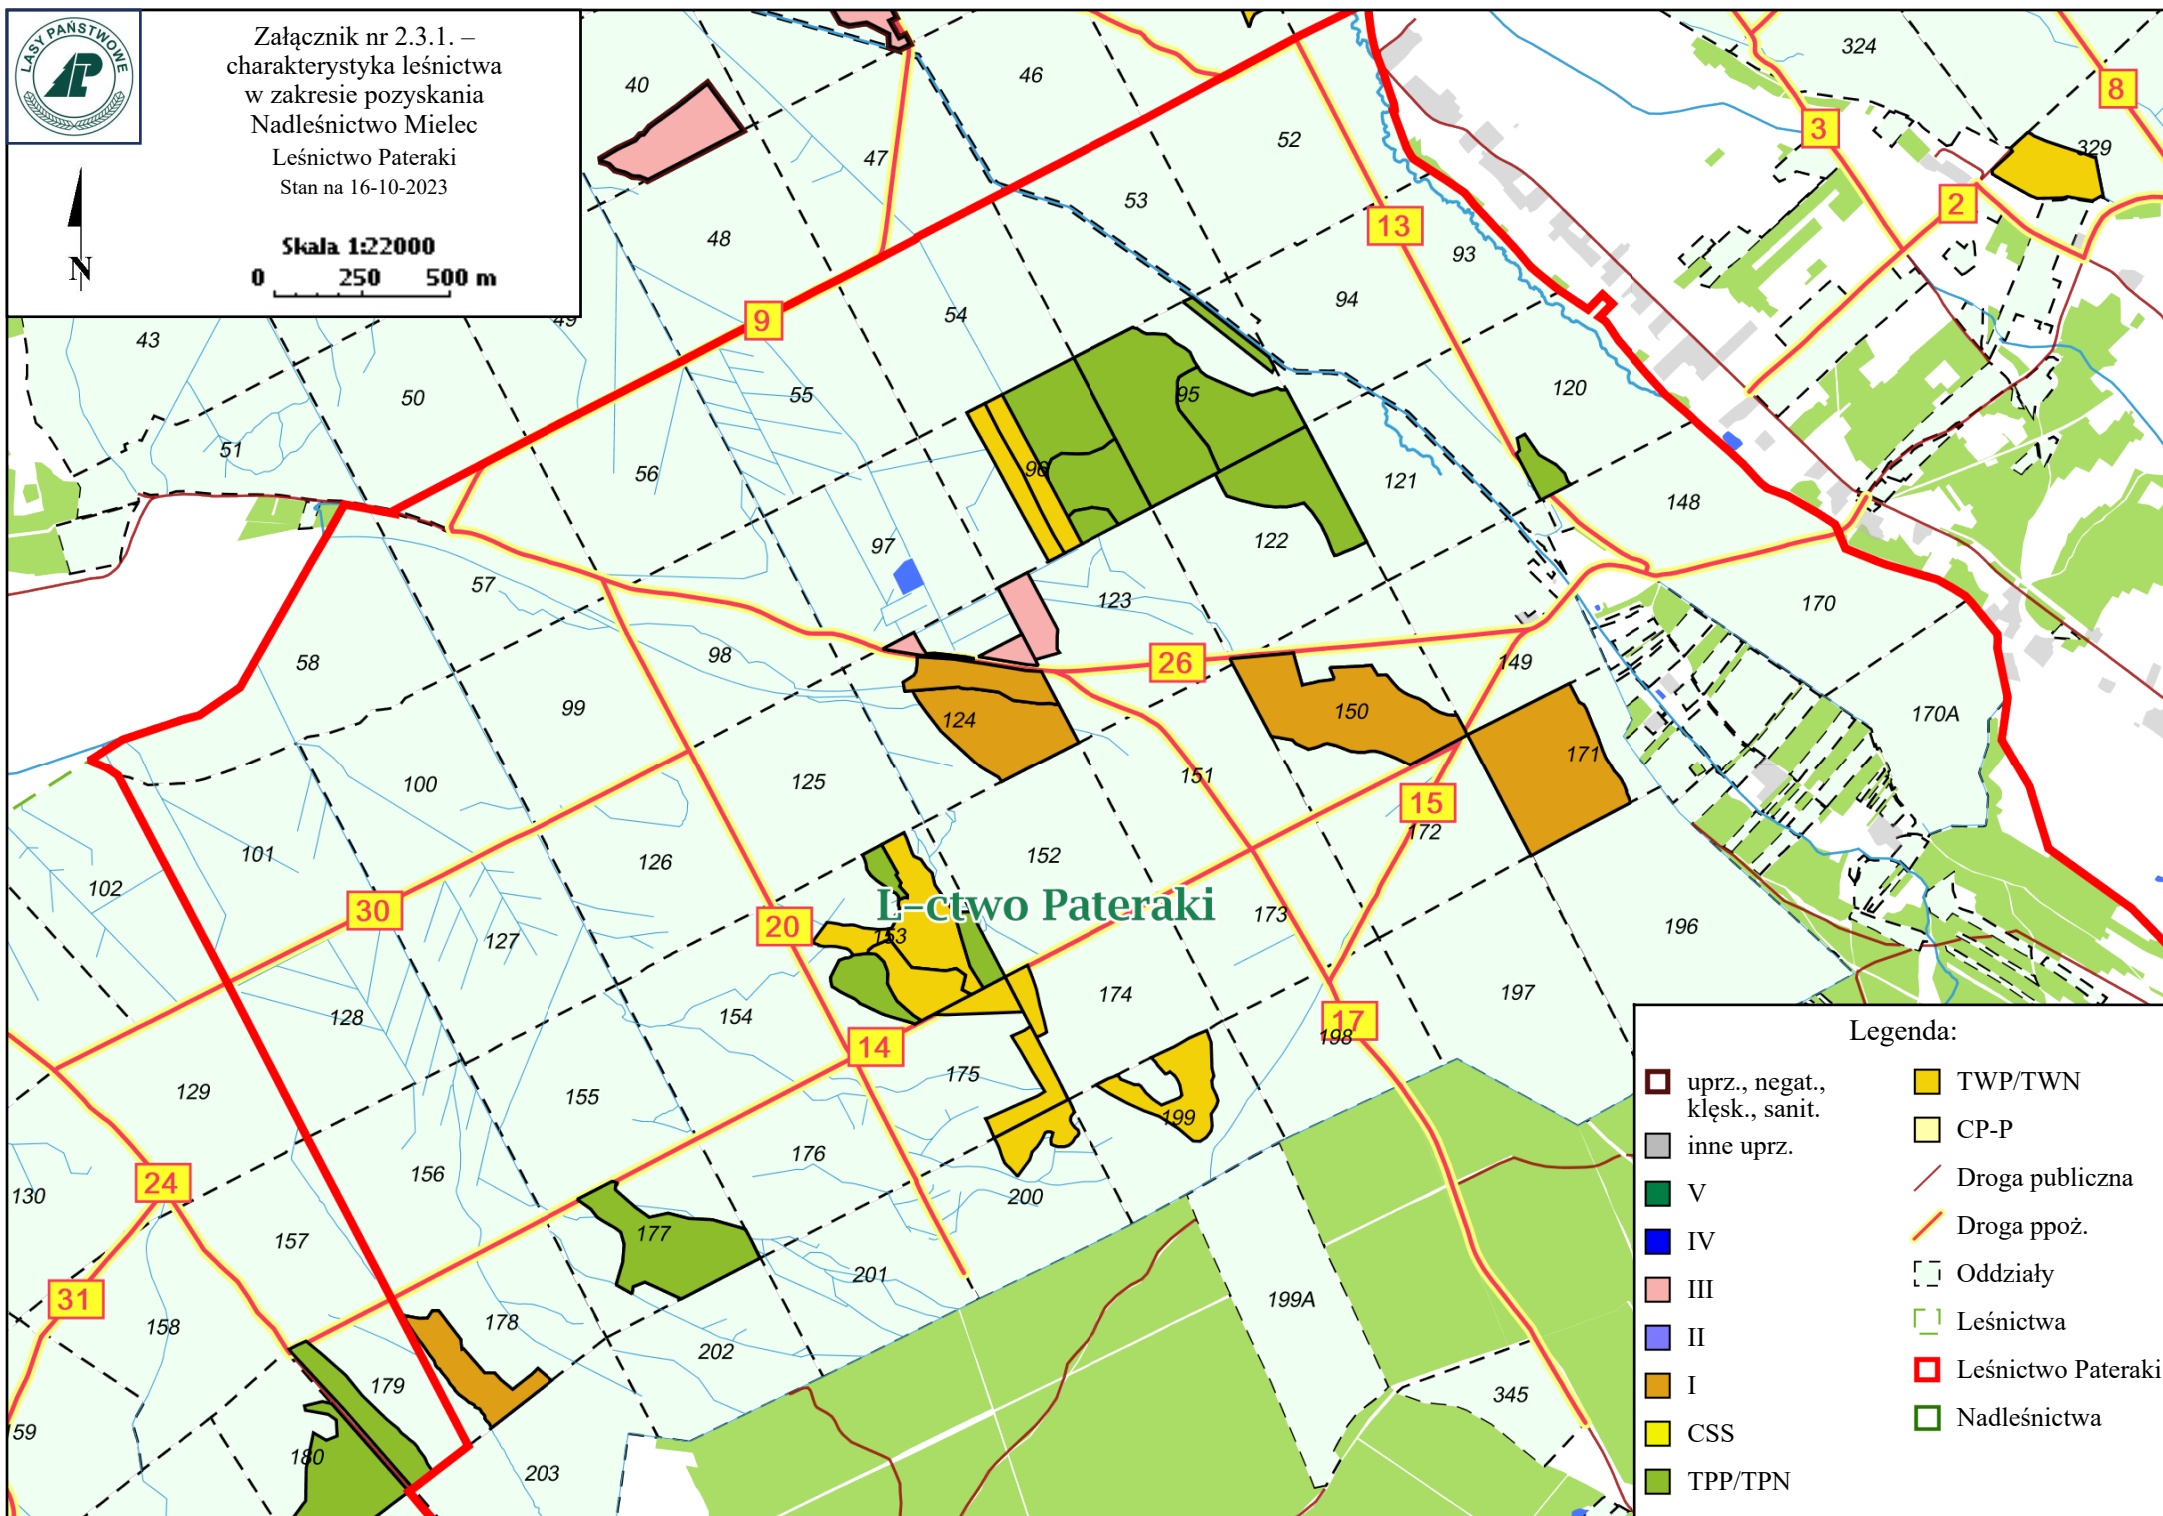 LASY PAŃSTWOWE
Załącznik nr 2.3.1. –
charakterystyka leśnictwa
w zakresie pozyskania
Nadleśnictwo Mielec
Leśnictwo Pateraki
Stan na 16-10-2023
N
Skala 1:22000
0 250 500 m
40
46
324
8
3
329
47
52
2
53
13
48
93
94
9
49
54
43
50
55
95
120
51
56
96
121
148
97
122
57
123
170
58
98
26
149
99
124
150
170A
171
100
125
151
15
172
101
126
152
102
30
20
L-ctwo Pateraki
173
127
153
196
128
154
174
197
14
17
198
129
155
175
199
176
156
24
130
200
157
177
201
31
199A
158
178
202
179
345
59
180
203
Legenda:
uprz., negat.,
klęsk., sanit.
inne uprz.
V
IV
III
II
I
CSS
TPP/TPN
TWP/TWN
CP-P
Droga publiczna
Droga ppoż.
Oddziały
Leśnictwa
Leśnictwo Pateraki
Nadleśnictwa